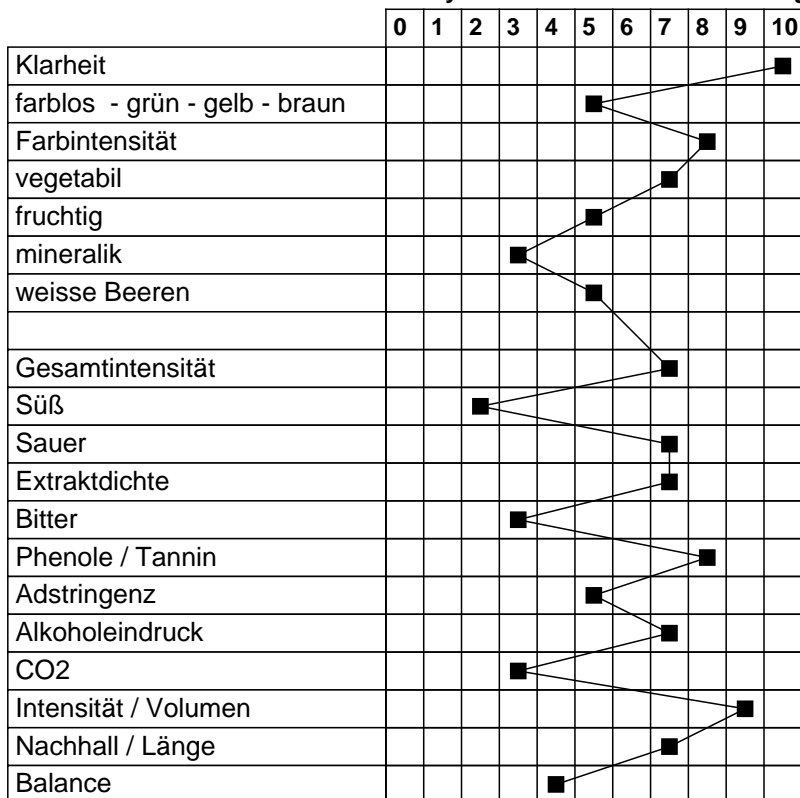 0 1 2 3 4 5 6 7 8 9 10
Klarheit
farblos - grün - gelb - braun
Farbintensität
vegetabil
fruchtig
mineralik
weisse Beeren
Gesamtintensität
Süß
Sauer
Extraktdichte
Bitter
Phenole / Tannin
Adstringenz
Alkoholeindruck
CO2
Intensität / Volumen
Nachhall / Länge
Balance